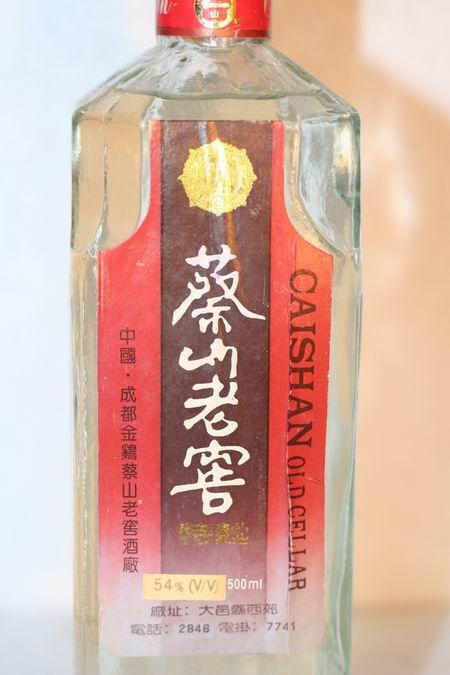 蔡山老窖
特麯
CAISHAN OLD CELLAR
中國·成都金鷄蔡山老窖酒廠
54% (V/V) 500ml
廠址：大邑縣西郊
電話：2848 電掛：7741